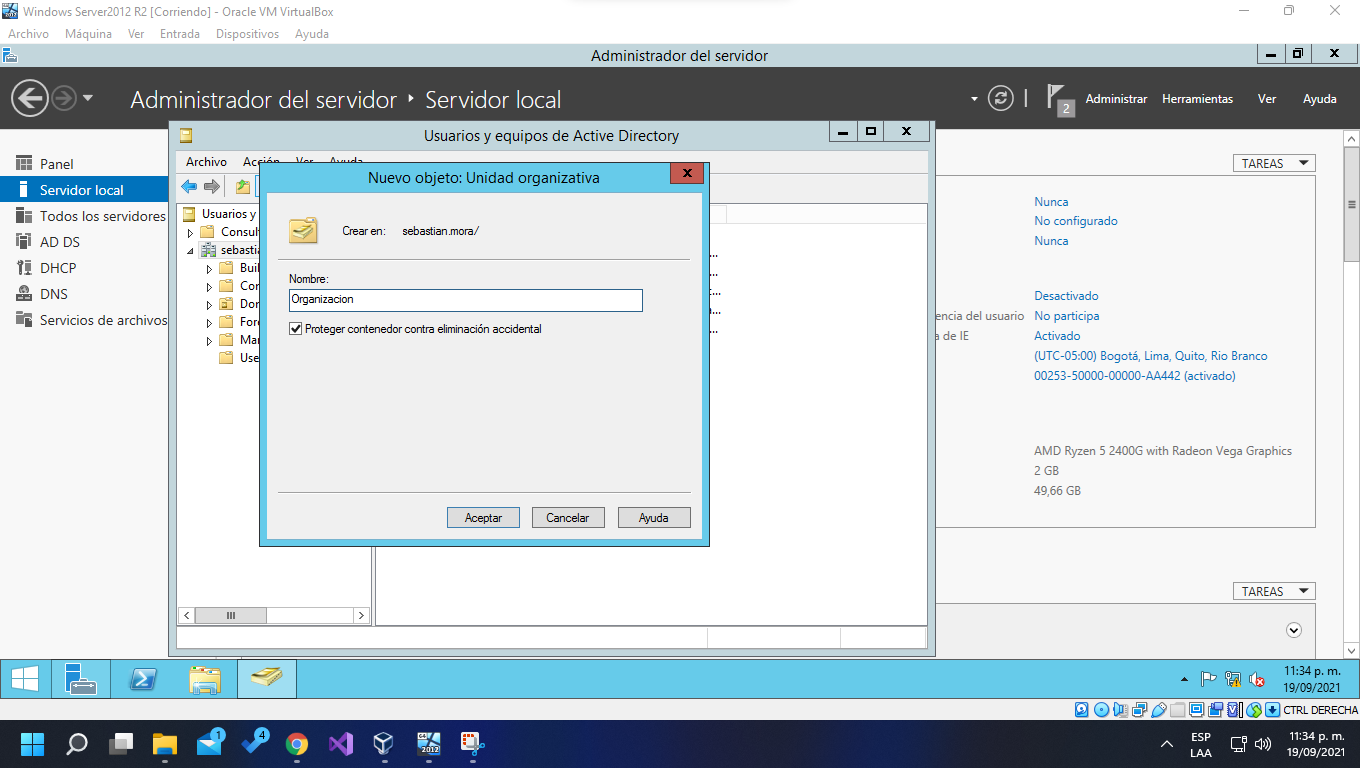 Windows Server2012 R2 [Corriendo] - Oracle VM VirtualBox
Archivo Máquina Ver Entrada Dispositivos Ayuda
Administrador del servidor
Administrador del servidor Servidor local
2 Administrar Herramientas Ver Ayuda
Usuarios y equipos de Active Directory
Archivo Acción Ver Ayuda
Nuevo objeto: Unidad organizativa
Panel
Servidor local
Todos los servidores
AD DS
DHCP
DNS
Servicios de archivos
Usuarios y
Consult
sebastia
Buil
Cor
Dor
Fore
Mar
Use
Crear en: sebastian.mora/
Nombre:
Organizacion
Proteger contenedor contra eliminación accidental
Aceptar Cancelar Ayuda
TAREAS
Nunca
No configurado
Nunca
Desactivado
encia del usuario No participa
a de IE Activado
(UTC-05:00) Bogotá, Lima, Quito, Rio Branco
00253-50000-00000-AA442 (activado)
AMD Ryzen 5 2400G with Radeon Vega Graphics
2 GB
49,66 GB
TAREAS
11:34 p. m.
19/09/2021
CTRL DERECHA
1
4
2012
ESP
LAA
11:34 p. m.
19/09/2021